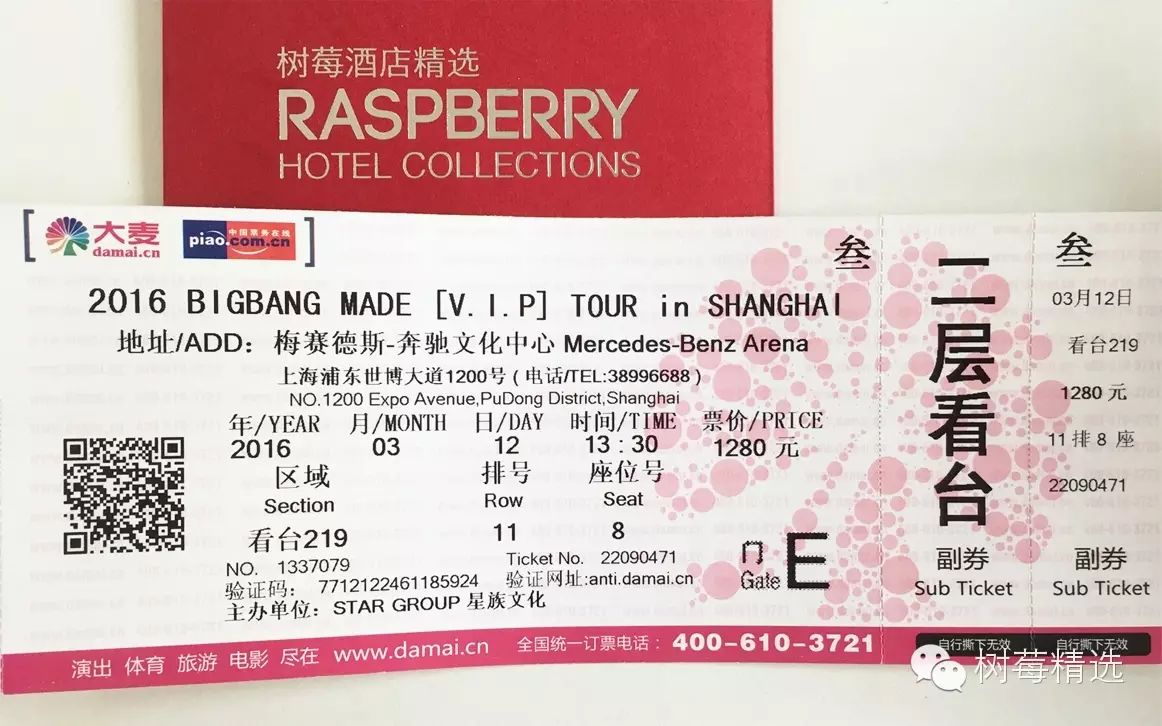 树莓酒店精选
RASPBERRY
HOTEL COLLECTIONS
[ 大麦 damai.cn 中国票务在线 piao.com.cn ]
叁
2016 BIGBANG MADE [V.I.P] TOUR in SHANGHAI
地址/ADD：梅赛德斯-奔驰文化中心 Mercedes-Benz Arena
上海浦东世博大道1200号 ( 电话/TEL:38996688 )
NO.1200 Expo Avenue,PuDong District,Shanghai
年/YEAR 月/MONTH 日/DAY 时间/TIME 票价/PRICE
2016 03 12 13:30 1280 元
区域 排号 座位号
Section Row Seat
看台219 11 8
NO. 1337079 Ticket No. 22090471
验证码： 7712122461185924 验证网址:anti.damai.cn
主办单位：STAR GROUP 星族文化
门
Gate E
演出 体育 旅游 电影 尽在 www.damai.cn 全国统一订票电话： 400-610-3721
二层看台
副券
Sub Ticket
自行撕下无效
叁
03月12日
看台219
1280 元
11 排 8 座
22090471
副券
Sub Ticket
自行撕下无效
树莓精选